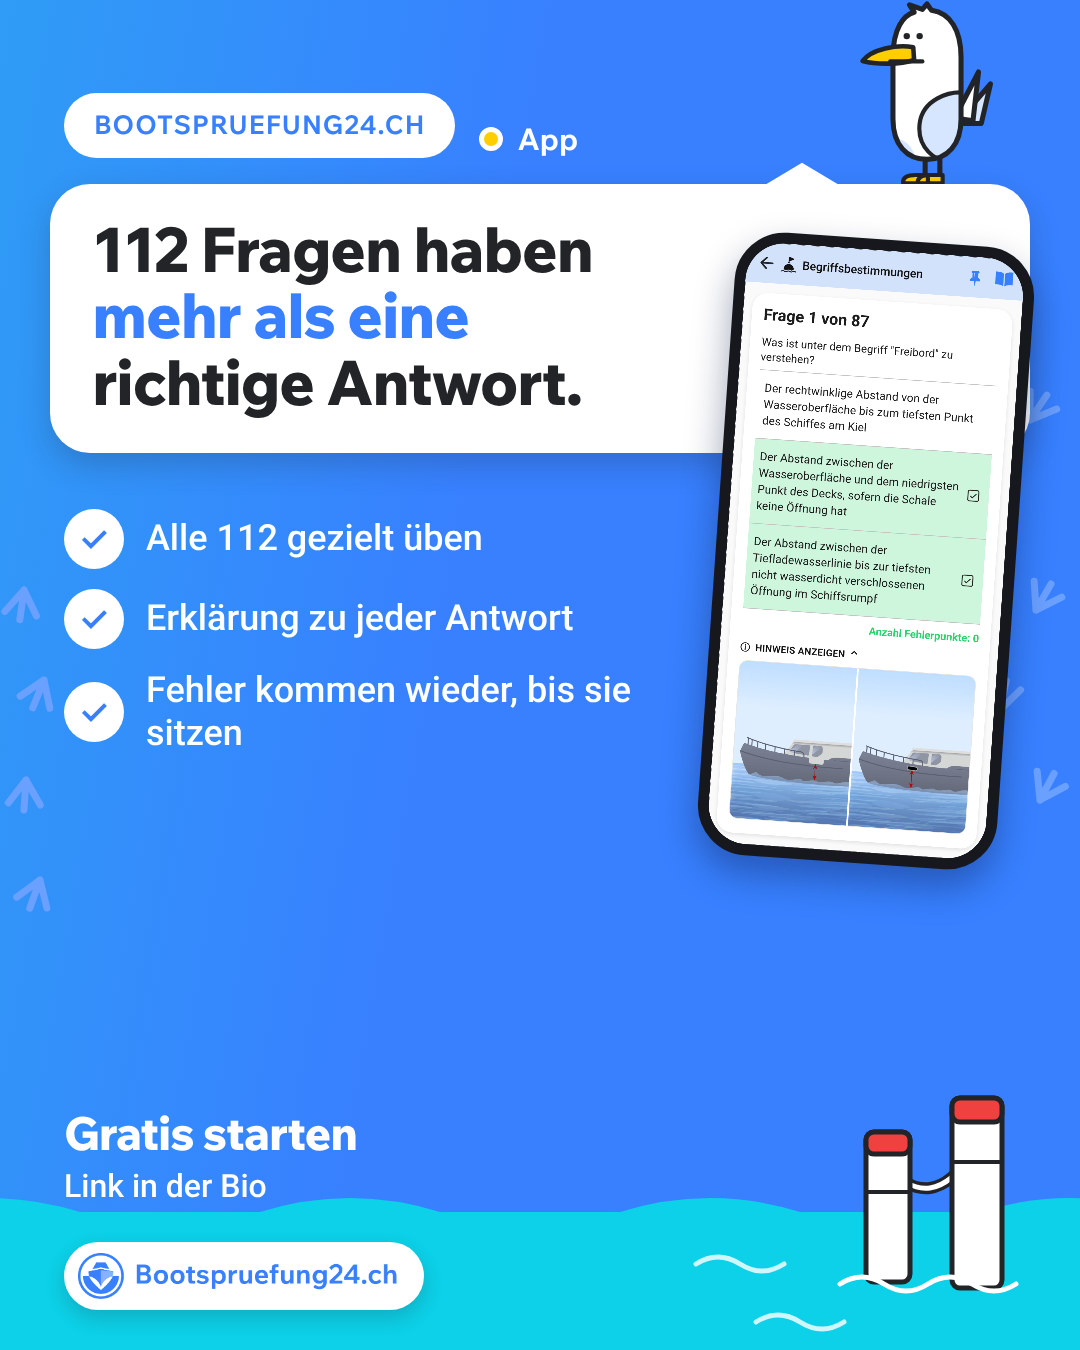 BOOTSPRUEFUNG24.CH
App
112 Fragen haben
mehr als eine
richtige Antwort.
Alle 112 gezielt üben
Erklärung zu jeder Antwort
Fehler kommen wieder, bis sie
sitzen
Begriffsbestimmungen
Frage 1 von 87
Was ist unter dem Begriff "Freibord" zu
verstehen?
Der rechtwinklige Abstand von der
Wasseroberfläche bis zum tiefsten Punkt
des Schiffes am Kiel
Der Abstand zwischen der
Wasseroberfläche und dem niedrigsten
Punkt des Decks, sofern die Schale
keine Öffnung hat
Der Abstand zwischen der
Tiefladewasserlinie bis zur tiefsten
nicht wasserdicht verschlossenen
Öffnung im Schiffsrumpf
Anzahl Fehlerpunkte: 0
HINWEIS ANZEIGEN
Gratis starten
Link in der Bio
Bootspruefung24.ch